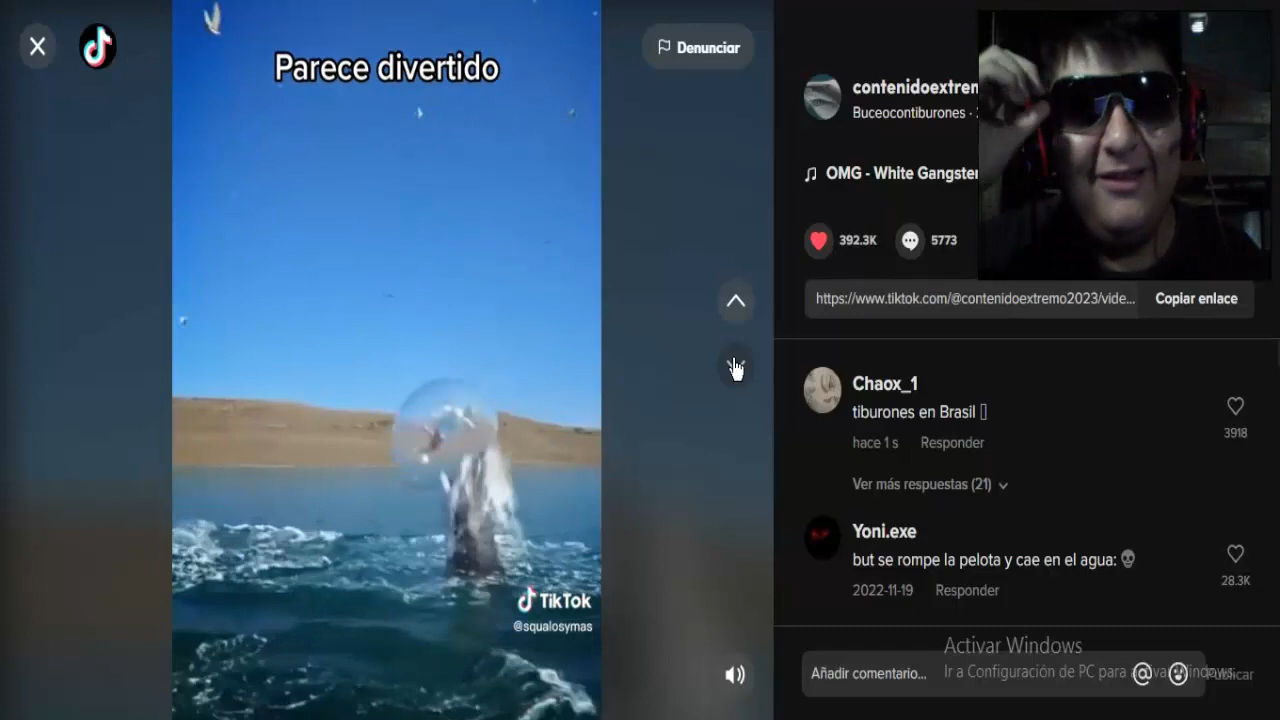 Parece divertido
Denunciar
contenidoextrem
Buceocontiburones ·
OMG - White Gangster
392.3K
5773
https://www.tiktok.com/@contenidoextremo2023/vide...
Copiar enlace
Chaox_1
tiburones en Brasil
3918
hace 1 s
Responder
Ver más respuestas (21)
Yoni.exe
but se rompe la pelota y cae en el agua: 💀
28.3K
2022-11-19
Responder
TikTok
@squalosymas
Activar Windows
Ir a Configuración de PC para activar Windows.
Añadir comentario...
Publicar